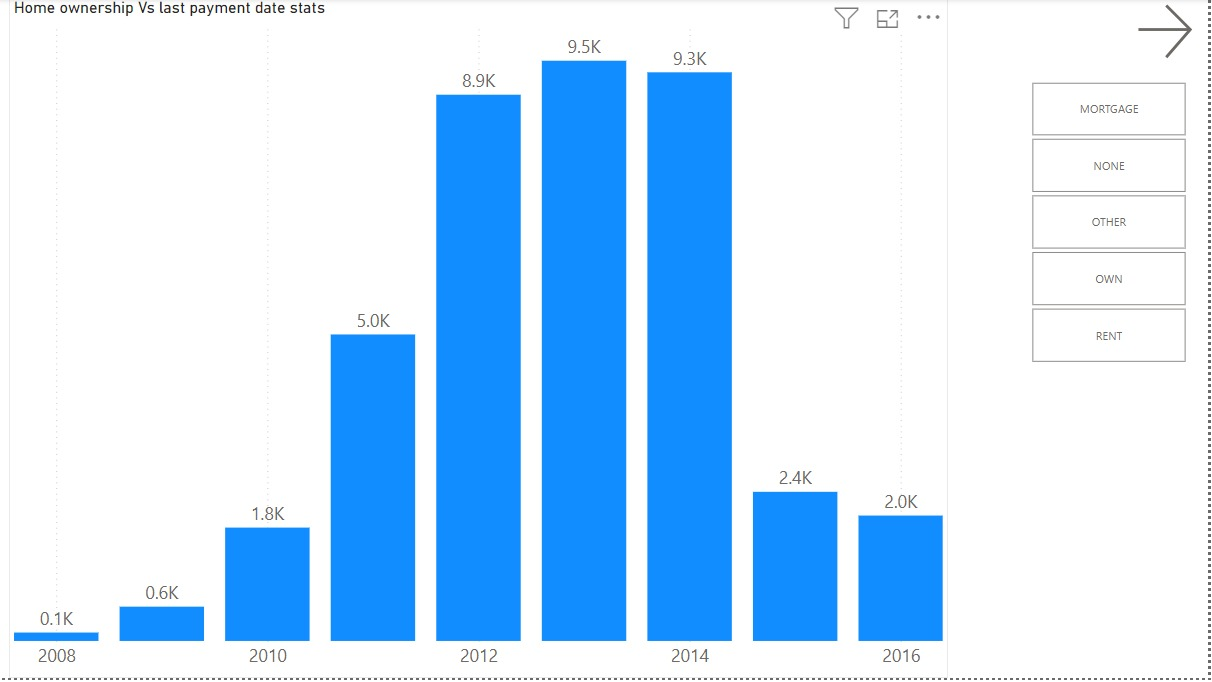 Home ownership Vs last payment date stats
9.5K
9.3K
8.9K
5.0K
2.4K
2.0K
1.8K
0.6K
0.1K
2008
2010
2012
2014
2016
MORTGAGE
NONE
OTHER
OWN
RENT